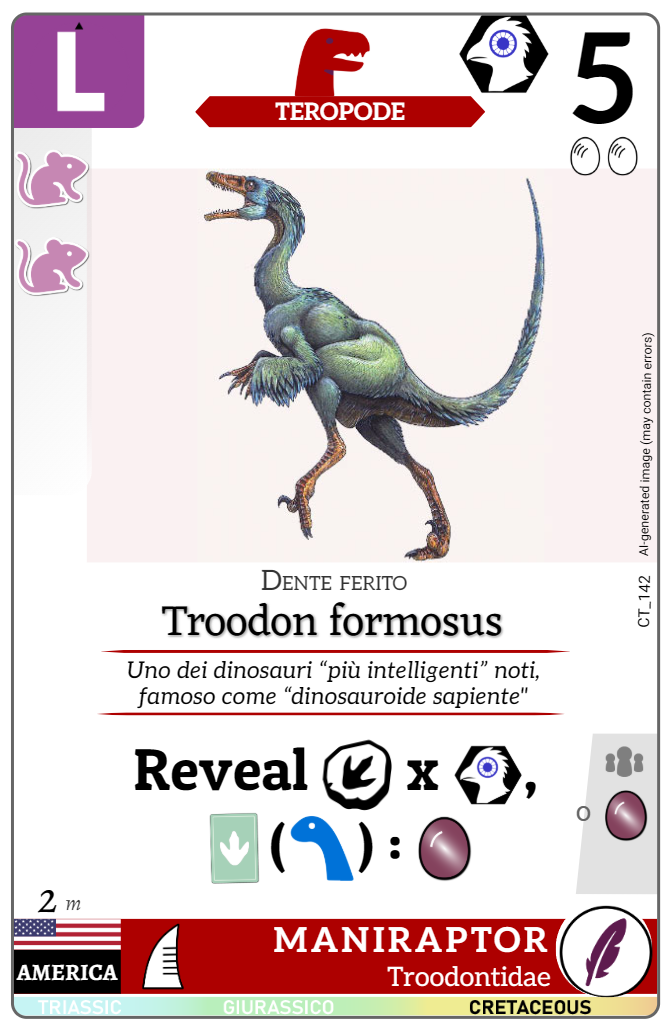 L
TEROPODE
5
AI-generated image (may contain errors)
CT_142
DENTE FERITO
Troodon formosus
Uno dei dinosauri “più intelligenti” noti,
famoso come “dinosauroide sapiente"
Reveal x ,
( ) :
o
2 m
AMERICA
MANIRAPTOR
Troodontidae
TRIASSIC GIURASSICO CRETACEOUS